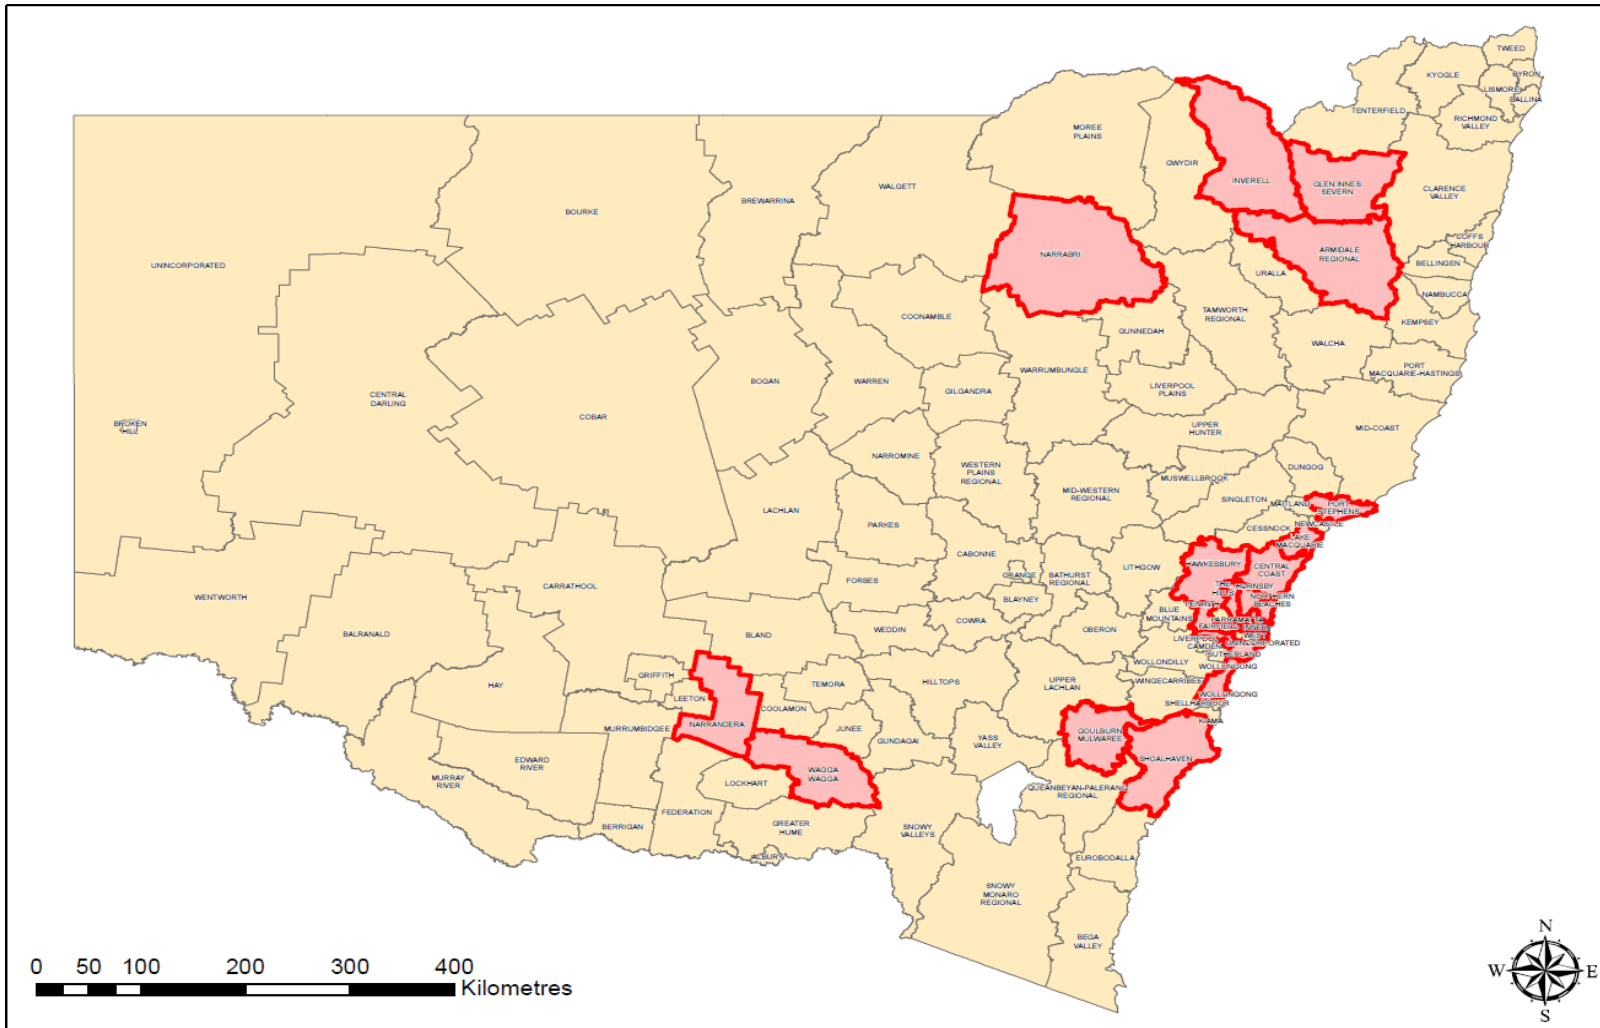 TWEED
KYOGLE
BYRON
LISMORE
BALLINA
TENTERFIELD
RICHMOND
VALLEY
MOREE
PLAINS
GWYDIR
INVERELL
GLEN INNES
SEVERN
CLARENCE
VALLEY
WALGETT
BREWARRINA
BOURKE
UNINCORPORATED
NARRABRI
ARMIDALE
REGIONAL
COFFS
HARBOUR
BELLINGEN
URALLA
NAMBUCCA
COONAMBLE
TAMWORTH
REGIONAL
KEMPSEY
GUNNEDAH
WALCHA
PORT
MACQUARIE-HASTINGS
WARRUMBUNGLE
BOGAN
WARREN
GILGANDRA
LIVERPOOL
PLAINS
CENTRAL
DARLING
COBAR
BROKEN
HILL
UPPER
HUNTER
MID-COAST
NARROMINE
WESTERN
PLAINS
REGIONAL
DUNGOG
MUSWELLBROOK
MID-WESTERN
REGIONAL
SINGLETON
MAITLAND
PORT
STEPHENS
LACHLAN
PARKES
CESSNOCK
NEWCASTLE
LAKE
MACQUARIE
CABONNE
LITHGOW
HAWKESBURY
CENTRAL
COAST
ORANGE
BATHURST
REGIONAL
FORBES
CARRATHOOL
WENTWORTH
THE
HILLS
HORNSBY
BLAYNEY
NORTHERN
BEACHES
PENRITH
BLUE
MOUNTAINS
PARRAMATTA
FAIRFIELD
INNER
WEST
COWRA
WEDDIN
OBERON
BLAND
BALRANALD
LIVERPOOL
CAMDEN
UNINCORPORATED
SUTHERLAND
WOLLONDILLY
WOLLONGONG
GRIFFITH
HAY
TEMORA
HILLTOPS
UPPER
LACHLAN
WINGECARRIBEE
WOLLONGONG
SHELLHARBOUR
LEETON
COOLAMON
KIAMA
NARRANDERA
MURRUMBIDGEE
JUNEE
GUNDAGAI
YASS
VALLEY
GOULBURN
MULWAREE
SHOALHAVEN
EDWARD
RIVER
WAGGA
WAGGA
MURRAY
RIVER
LOCKHART
QUEANBEYAN-PALERANG
REGIONAL
FEDERATION
BERRIGAN
GREATER
HUME
SNOWY
VALLEYS
ALBURY
EUROBODALLA
SNOWY
MONARO
REGIONAL
BEGA
VALLEY
0 50 100 200 300 400
Kilometres
N
W E
S